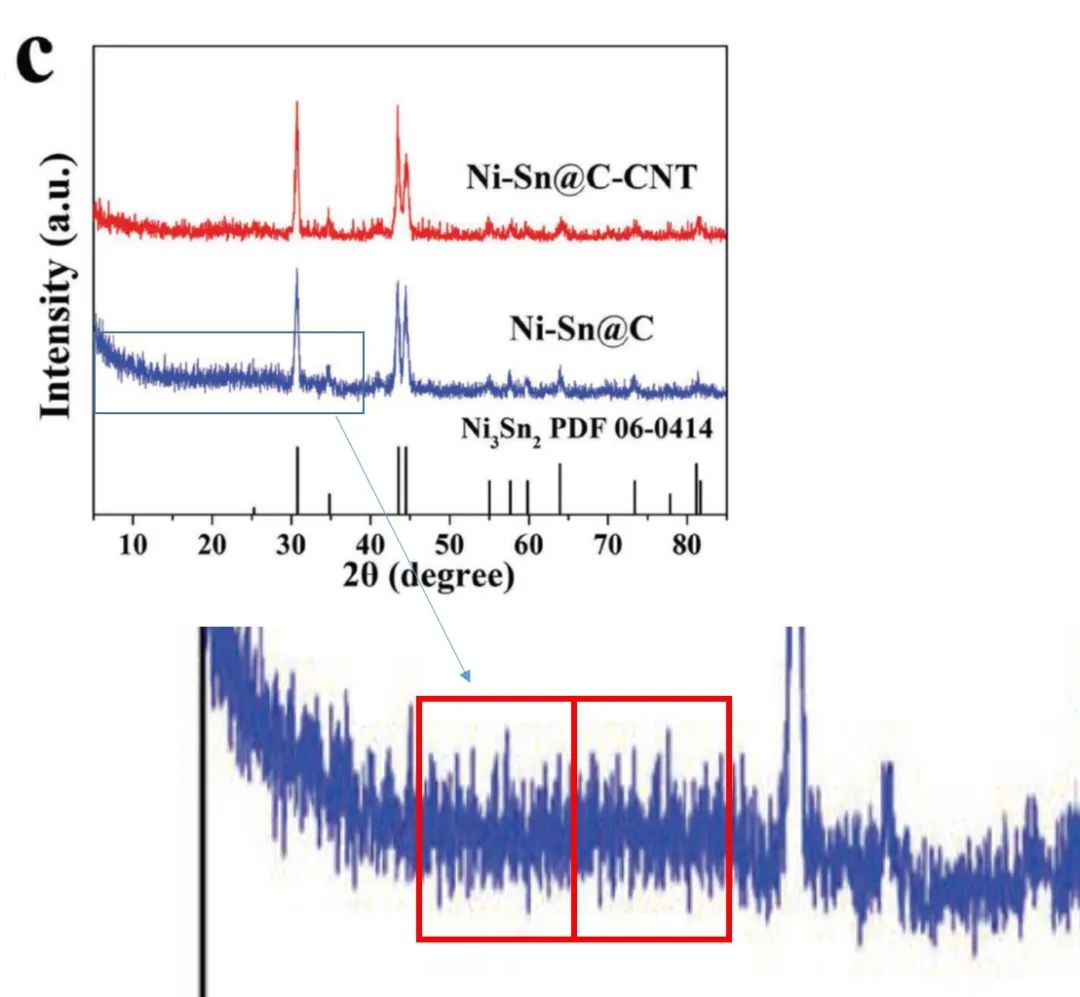 c
Ni-Sn@C-CNT
Ni-Sn@C
Ni₃Sn₂ PDF 06-0414
Intensity (a.u.)
10 20 30 40 50 60 70 80
2θ (degree)